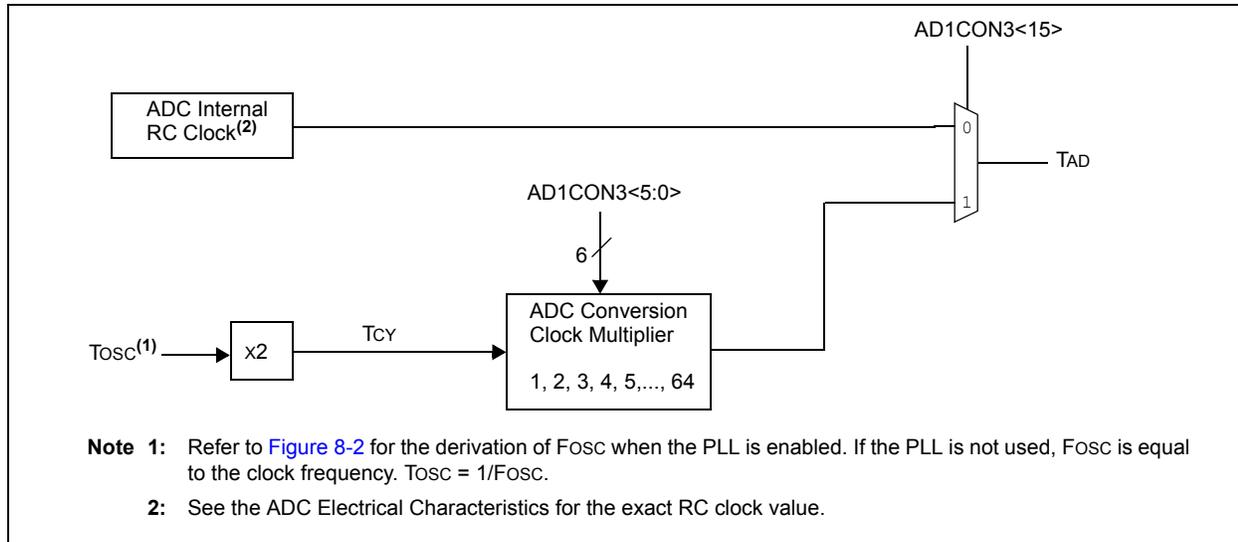 AD1CON3<15>
ADC Internal
RC Clock(2)
0
TAD
AD1CON3<5:0>
1
6
ADC Conversion
Clock Multiplier
TOSC(1)
X2
TCY
1, 2, 3, 4, 5,..., 64
Note 1: Refer to Figure 8-2 for the derivation of FOSC when the PLL is enabled. If the PLL is not used, FOSC is equal
to the clock frequency. TOSC = 1/FOSC.
2: See the ADC Electrical Characteristics for the exact RC clock value.